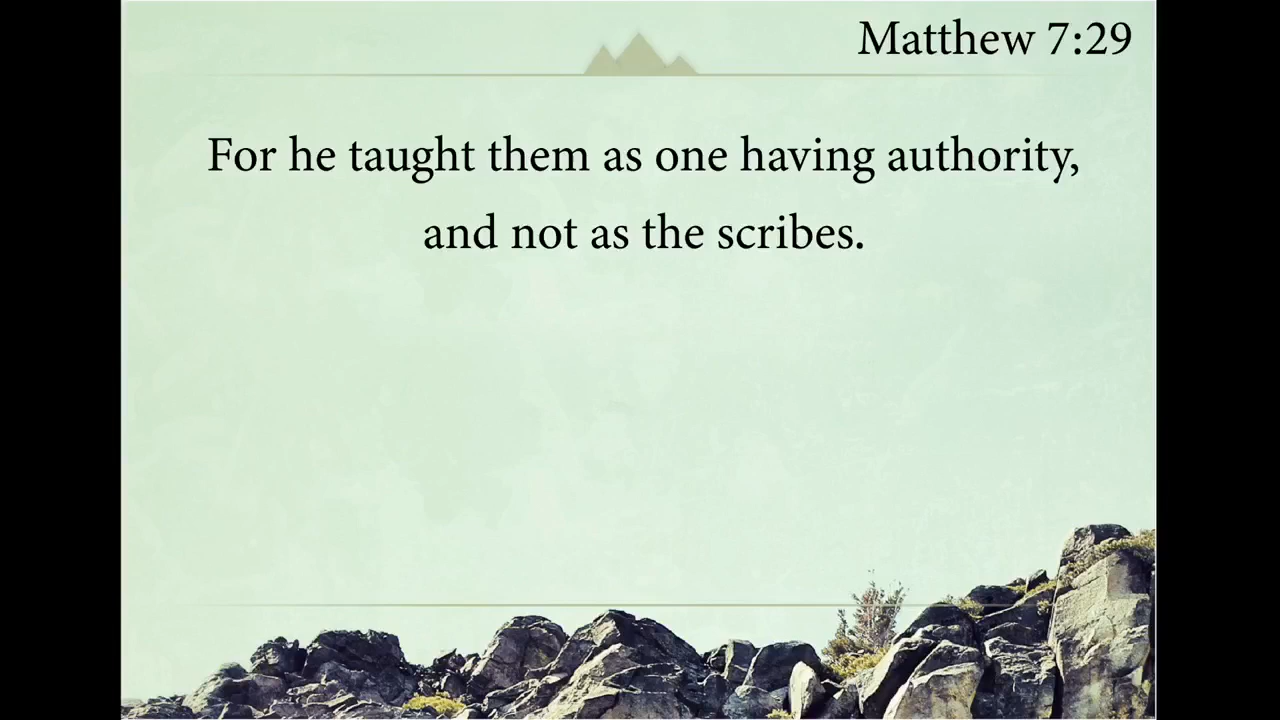 Matthew 7:29
For he taught them as one having authority,
and not as the scribes.